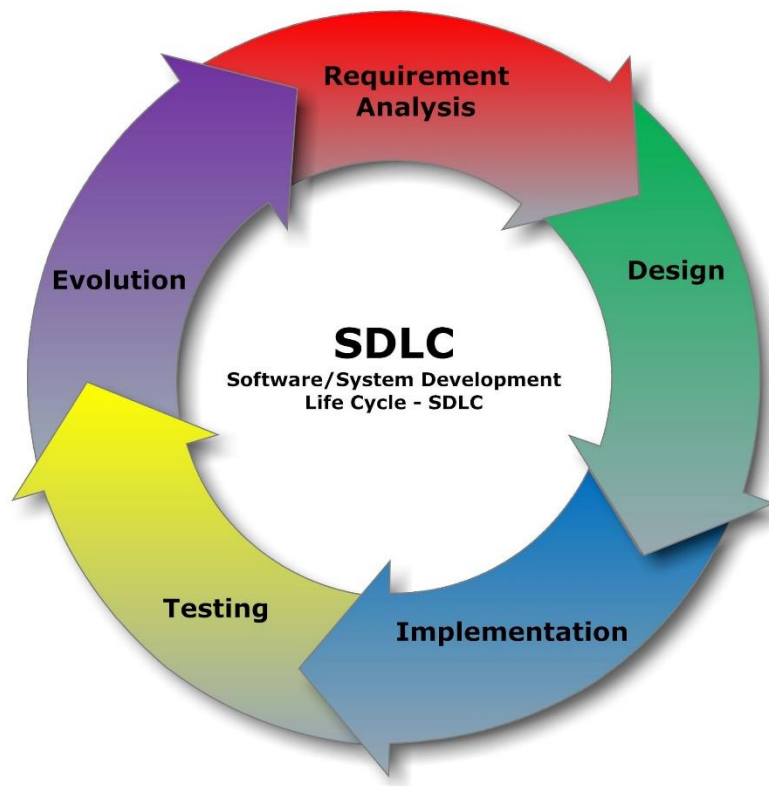 Requirement
Analysis
Design
Evolution
SDLC
Software/System Development
Life Cycle - SDLC
Testing
Implementation